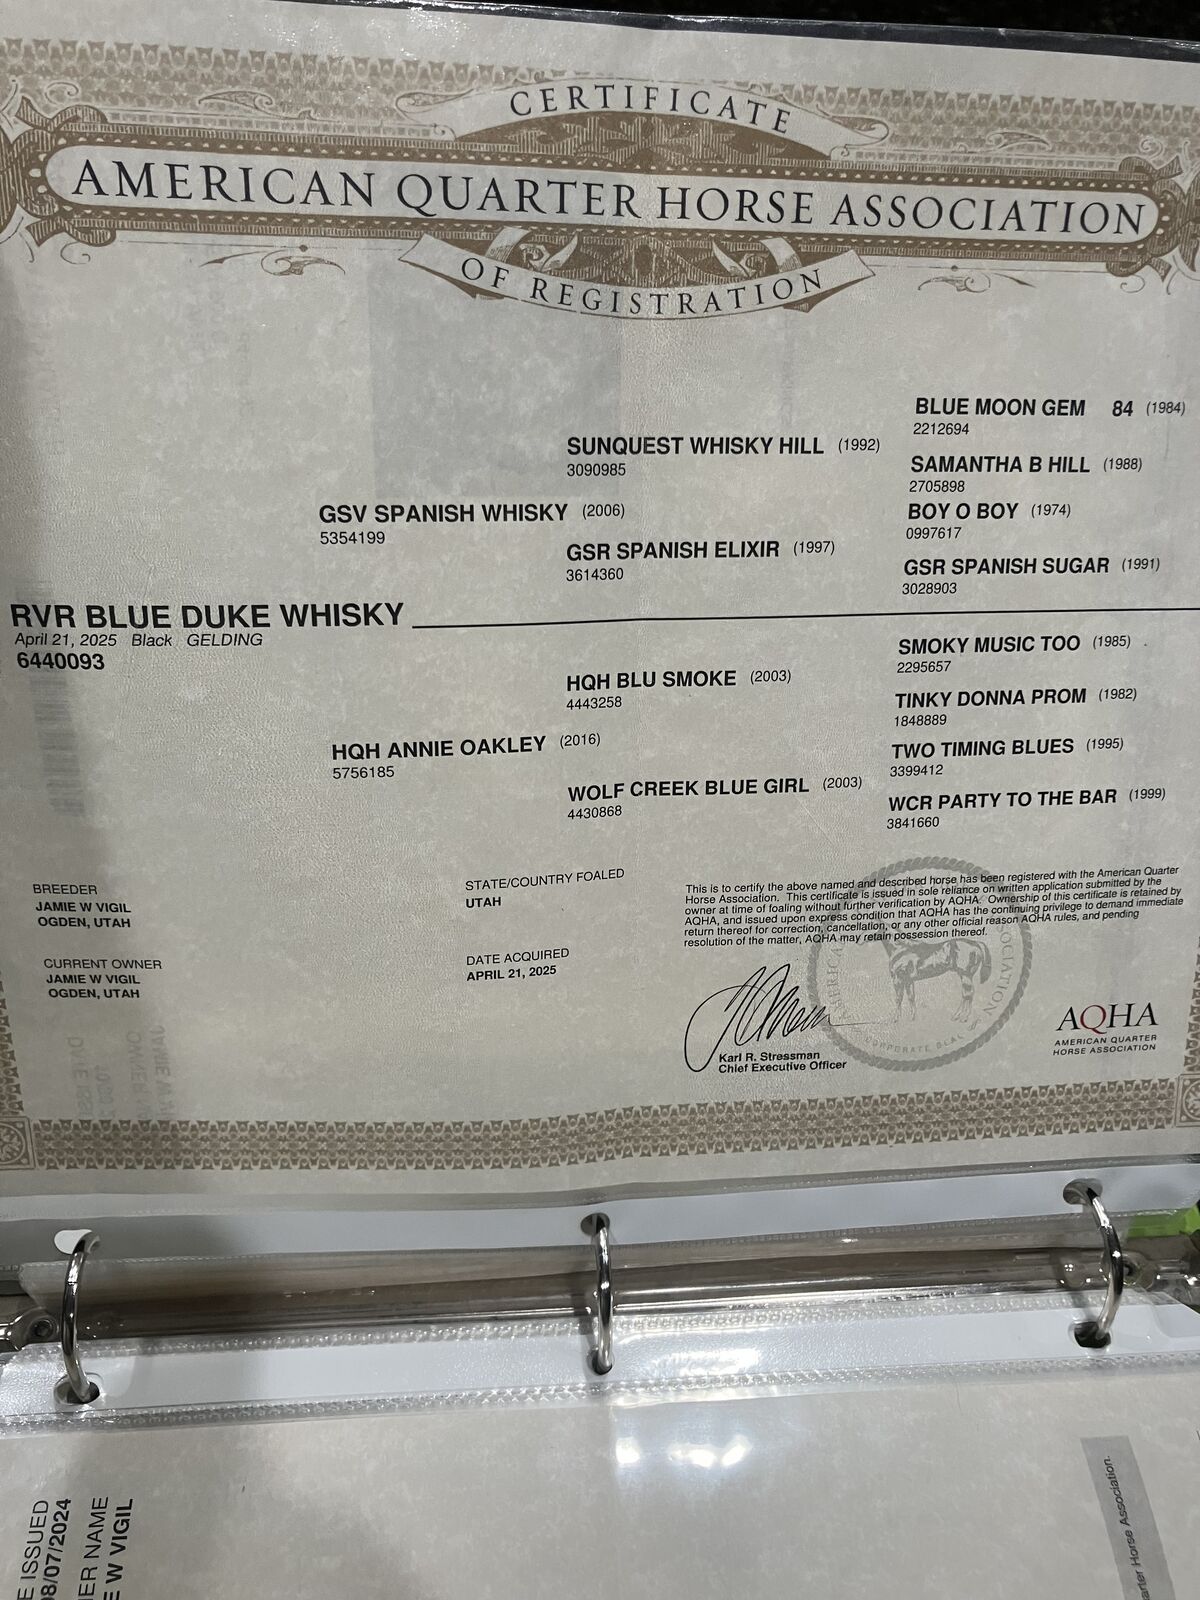 CERTIFICATE
AMERICAN QUARTER HORSE ASSOCIATION
OF REGISTRATION
BLUE MOON GEM 84 (1984)
2212694
SUNQUEST WHISKY HILL (1992)
3090985
SAMANTHA B HILL (1988)
2705898
GSV SPANISH WHISKY (2006)
5354199
BOY O BOY (1974)
0997617
GSR SPANISH ELIXIR (1997)
3614360
GSR SPANISH SUGAR (1991)
3028903
RVR BLUE DUKE WHISKY
April 21, 2025 Black GELDING
6440093
SMOKY MUSIC TOO (1985)
2295657
HQH BLU SMOKE (2003)
4443258
TINKY DONNA PROM (1982)
1848889
HQH ANNIE OAKLEY (2016)
5756185
TWO TIMING BLUES (1995)
3399412
WOLF CREEK BLUE GIRL (2003)
4430868
WCR PARTY TO THE BAR (1999)
3841660
BREEDER
JAMIE W VIGIL
OGDEN, UTAH
STATE/COUNTRY FOALED
UTAH
CURRENT OWNER
JAMIE W VIGIL
OGDEN, UTAH
DATE ACQUIRED
APRIL 21, 2025
This is to certify the above named and described horse has been registered with the American Quarter
Horse Association. This certificate is issued in sole reliance on written application submitted by the
owner at time of foaling without further verification by AQHA. Ownership of this certificate is retained by
AQHA, and issued upon express condition that AQHA has the continuing privilege to demand immediate
return thereof for correction, cancellation, or any other official reason AQHA rules, and pending
resolution of the matter, AQHA may retain possession thereof.
Karl R. Stressman
Chief Executive Officer
CORPORATE SEAL
AQHA
AMERICAN QUARTER
HORSE ASSOCIATION
E ISSUED
08/07/2024
ER NAME
E W VIGIL
arter Horse Association.